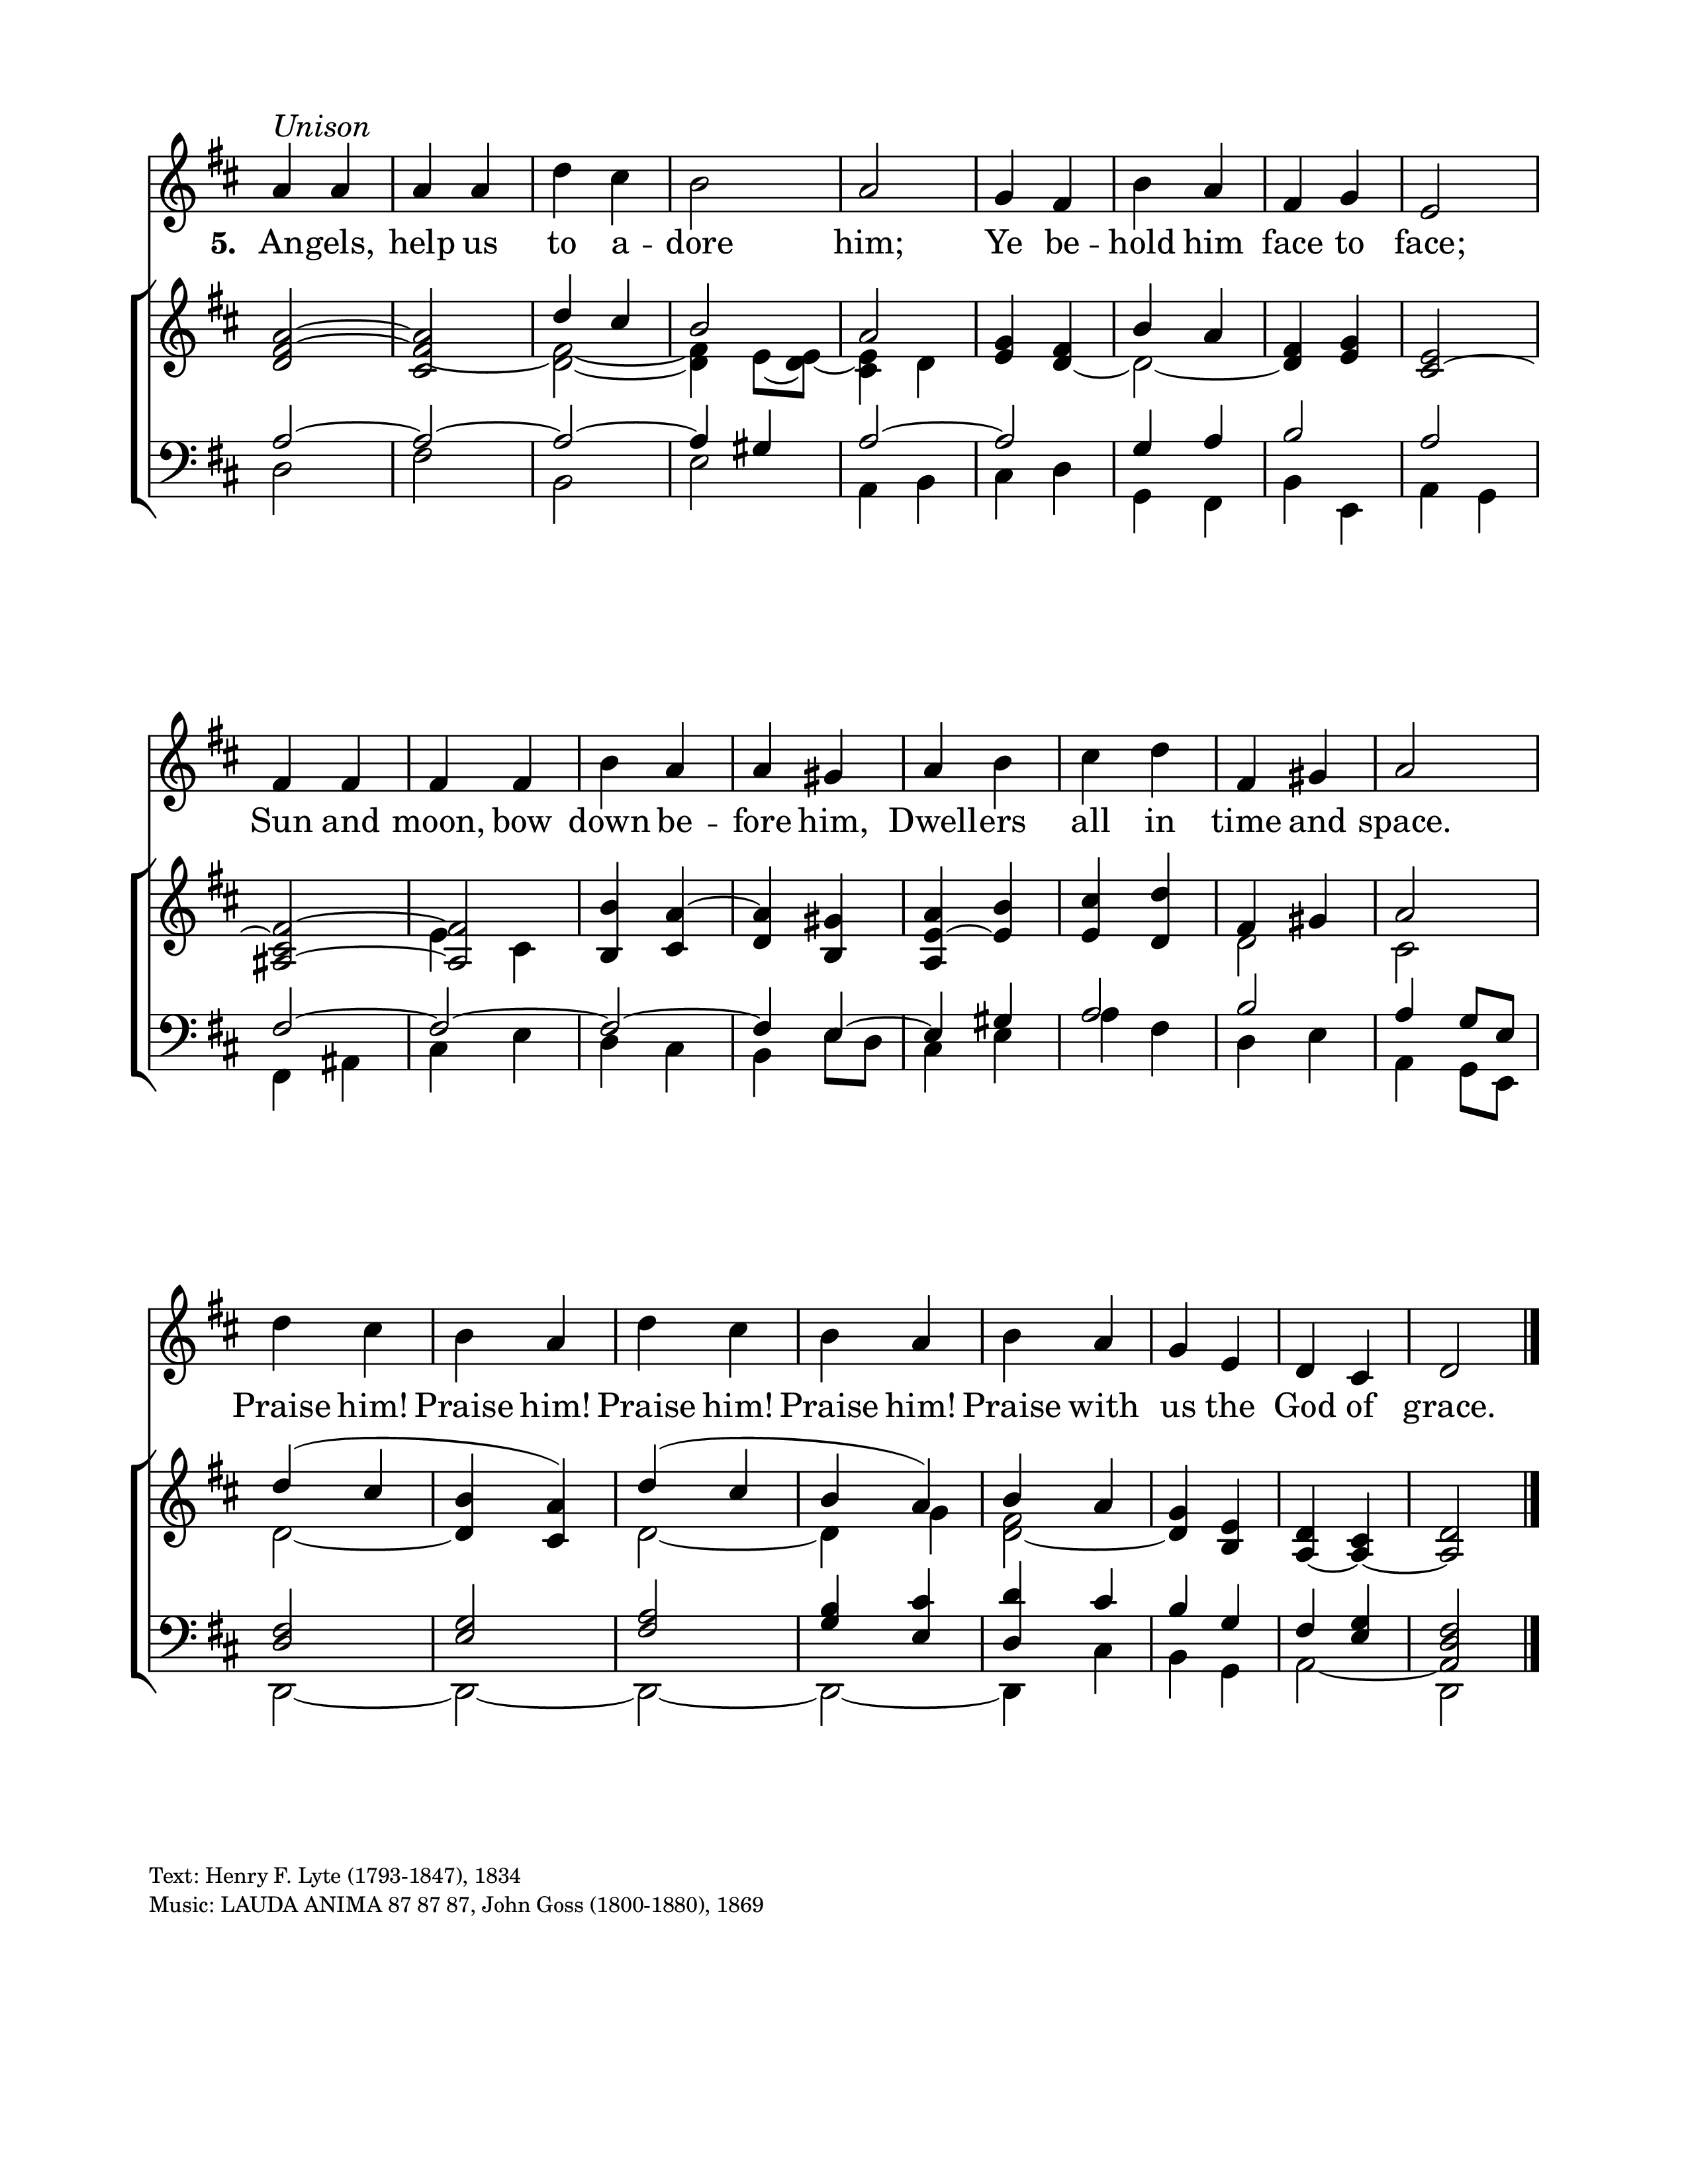 Unison
5. Angels, help us to a - dore him; Ye be - hold him face to face;
Sun and moon, bow down be - fore him, Dwellers all in time and space.
Praise him! Praise him! Praise him! Praise him! Praise with us the God of grace.
Text: Henry F. Lyte (1793-1847), 1834
Music: LAUDA ANIMA 87 87 87, John Goss (1800-1880), 1869